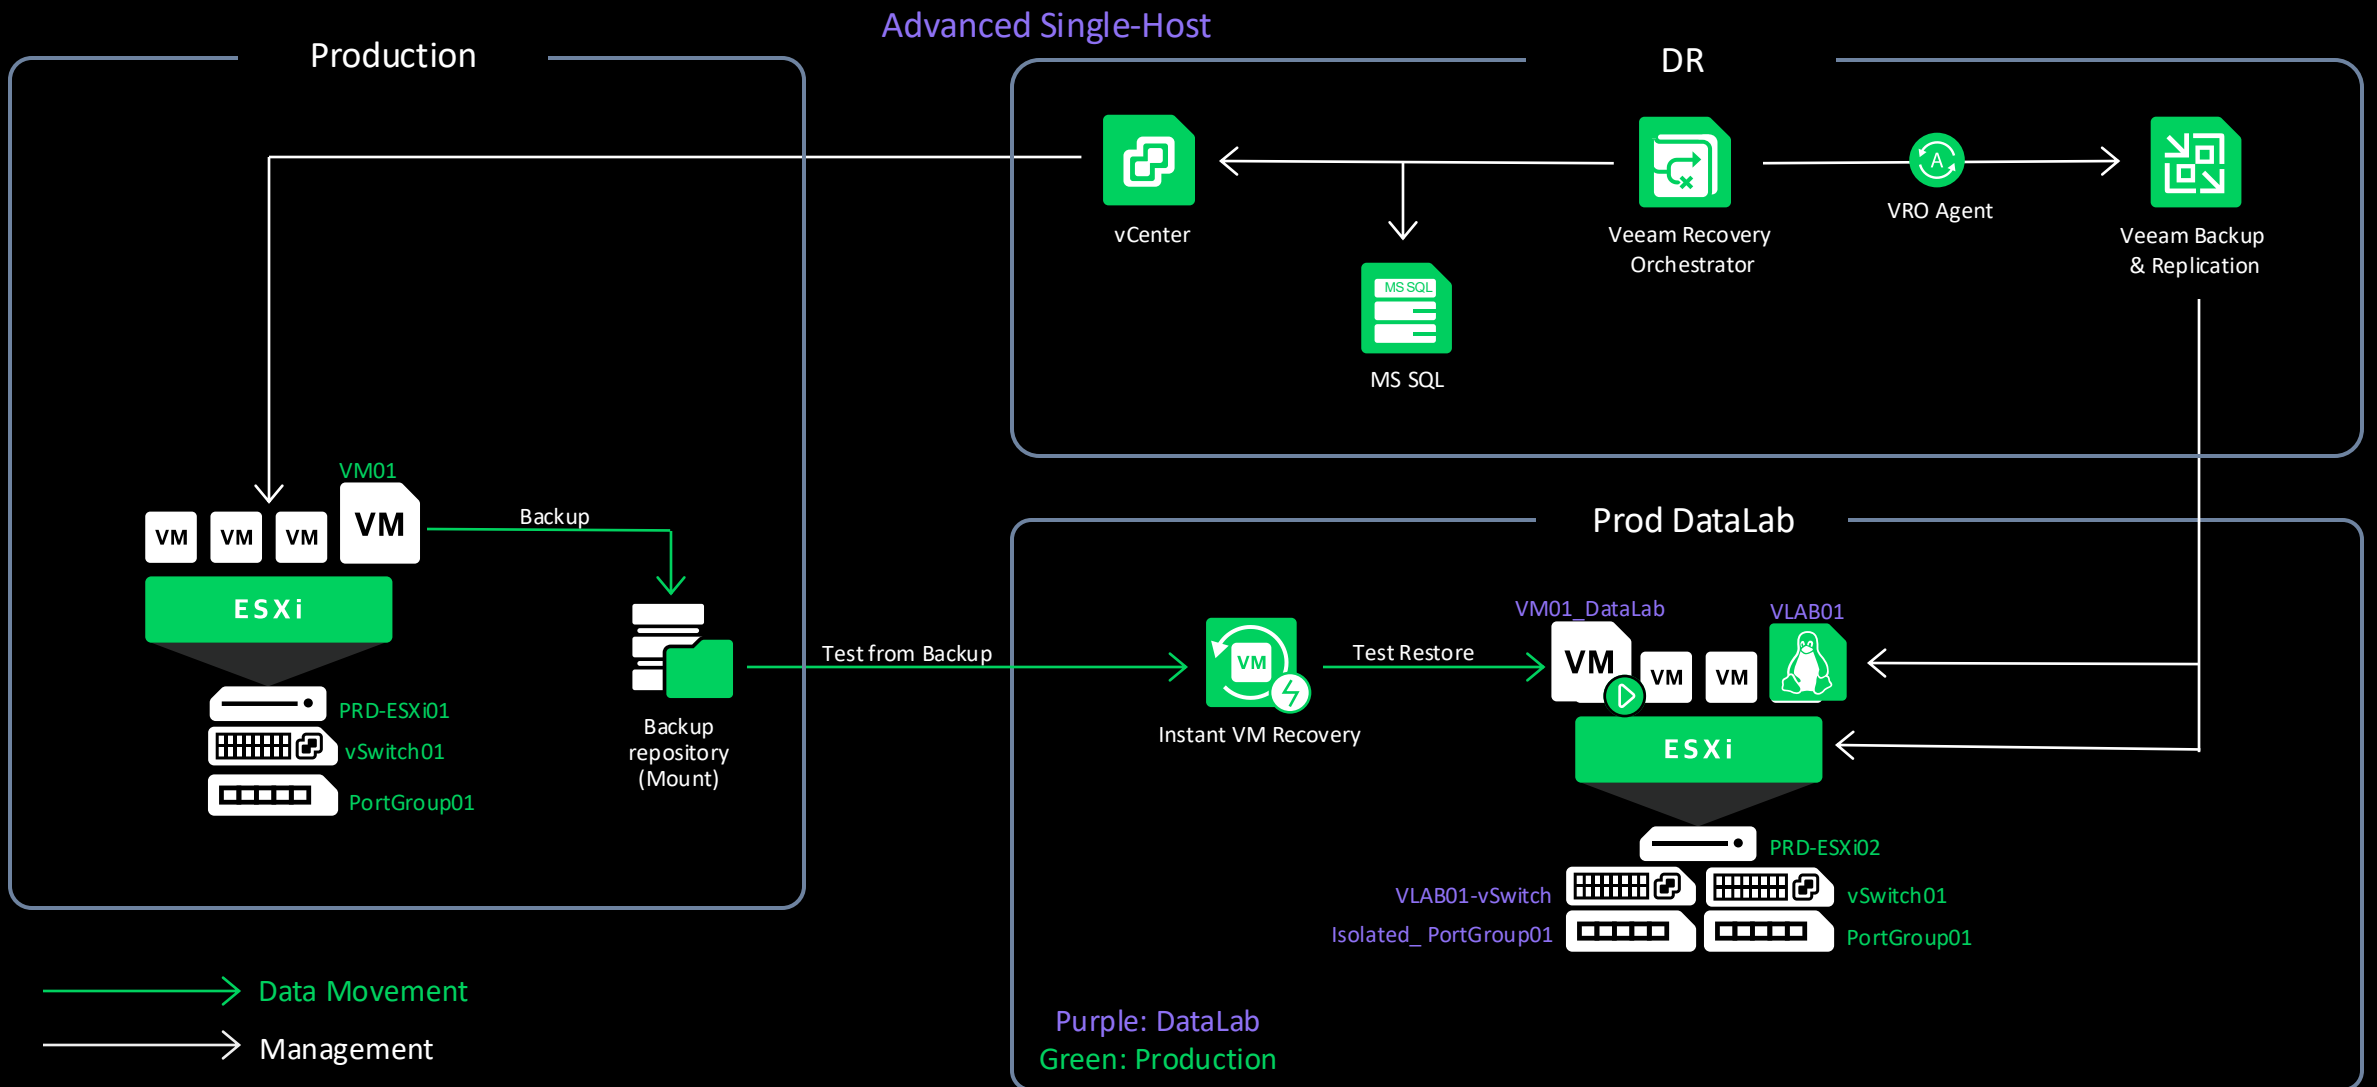 Advanced Single-Host
Production
DR
vCenter
MS SQL
MS SQL
Veeam Recovery
Orchestrator
A
VRO Agent
Veeam Backup
& Replication
VM01
VM
VM
VM
VM
Backup
ESXi
PRD-ESXi01
vSwitch01
PortGroup01
Backup
repository
(Mount)
Test from Backup
Prod DataLab
VM
Instant VM Recovery
Test Restore
VM01_DataLab
VLAB01
VM
VM
VM
ESXi
PRD-ESXi02
VLAB01-vSwitch
vSwitch01
Isolated_ PortGroup01
PortGroup01
Data Movement
Management
Purple: DataLab
Green: Production